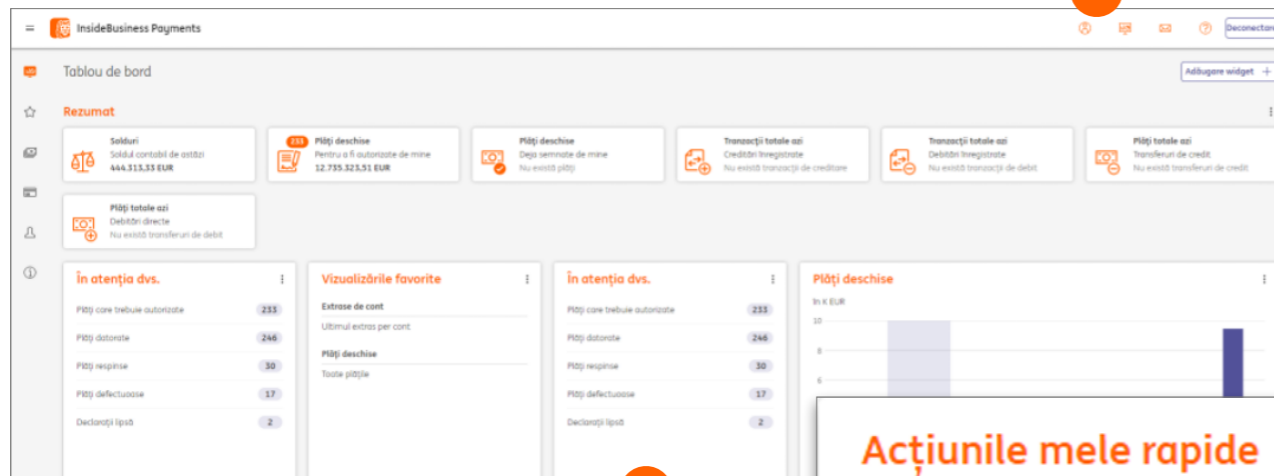 InsideBusiness Payments
Deconectare
Tablou de bord
Adăugare widget +
Rezumat
Solduri
Soldul contabil de astăzi
444.313,33 EUR
233
Plăți deschise
Pentru a fi autorizate de mine
12.735.323,51 EUR
Plăți deschise
Deja semnate de mine
Nu există plăți
Tranzacții totale azi
Creditări înregistrate
Nu există tranzacții de creditare
Tranzacții totale azi
Debitări înregistrate
Nu există tranzacții de debit
Plăți totale azi
Transferuri de credit
Nu există transferuri de credit
Plăți totale azi
Debitări directe
Nu există transferuri de debit
În atenția dvs.
Plăți care trebuie autorizate 233
Plăți datorate 246
Plăți respinse 30
Plăți defectuoase 17
Declarații lipsă 2
Vizualizările favorite
Extrase de cont
Ultimul extras per cont
Plăți deschise
Toate plățile
În atenția dvs.
Plăți care trebuie autorizate 233
Plăți datorate 246
Plăți respinse 30
Plăți defectuoase 17
Declarații lipsă 2
Plăți deschise
În K EUR
10
8
6
Acțiunile mele rapide